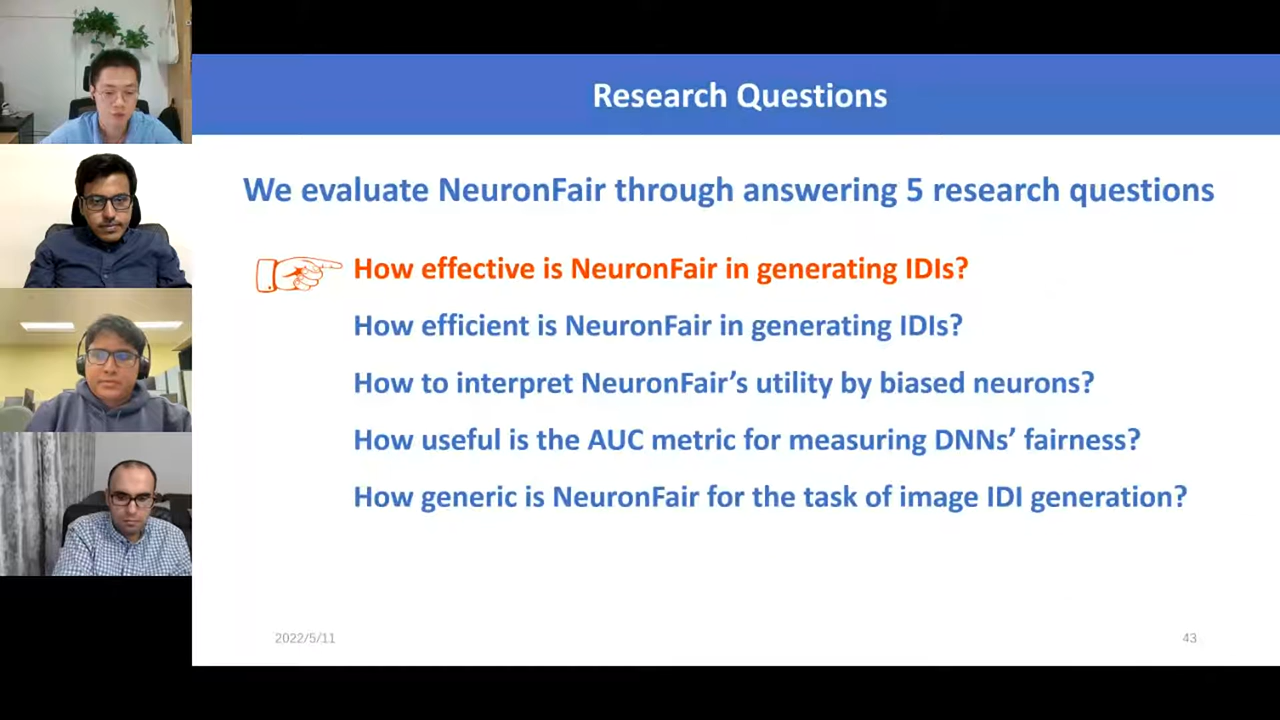 Research Questions
We evaluate NeuronFair through answering 5 research questions
How effective is NeuronFair in generating IDIs?
How efficient is NeuronFair in generating IDIs?
How to interpret NeuronFair’s utility by biased neurons?
How useful is the AUC metric for measuring DNNs’ fairness?
How generic is NeuronFair for the task of image IDI generation?
2022/5/11
43